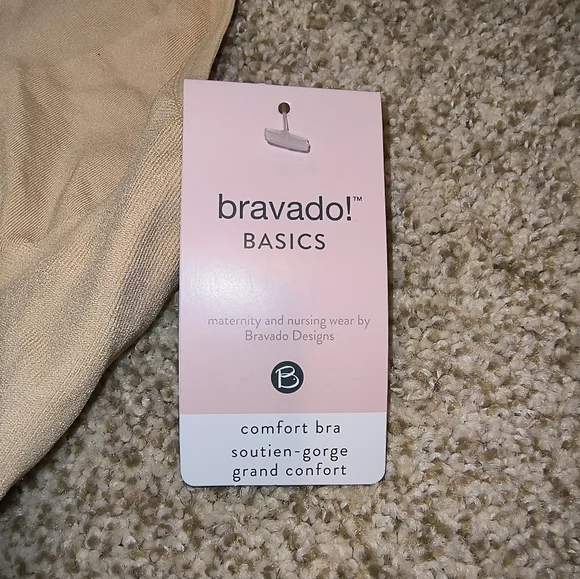 bravado!™
BASICS
maternity and nursing wear by
Bravado Designs
B
comfort bra
soutien-gorge
grand confort